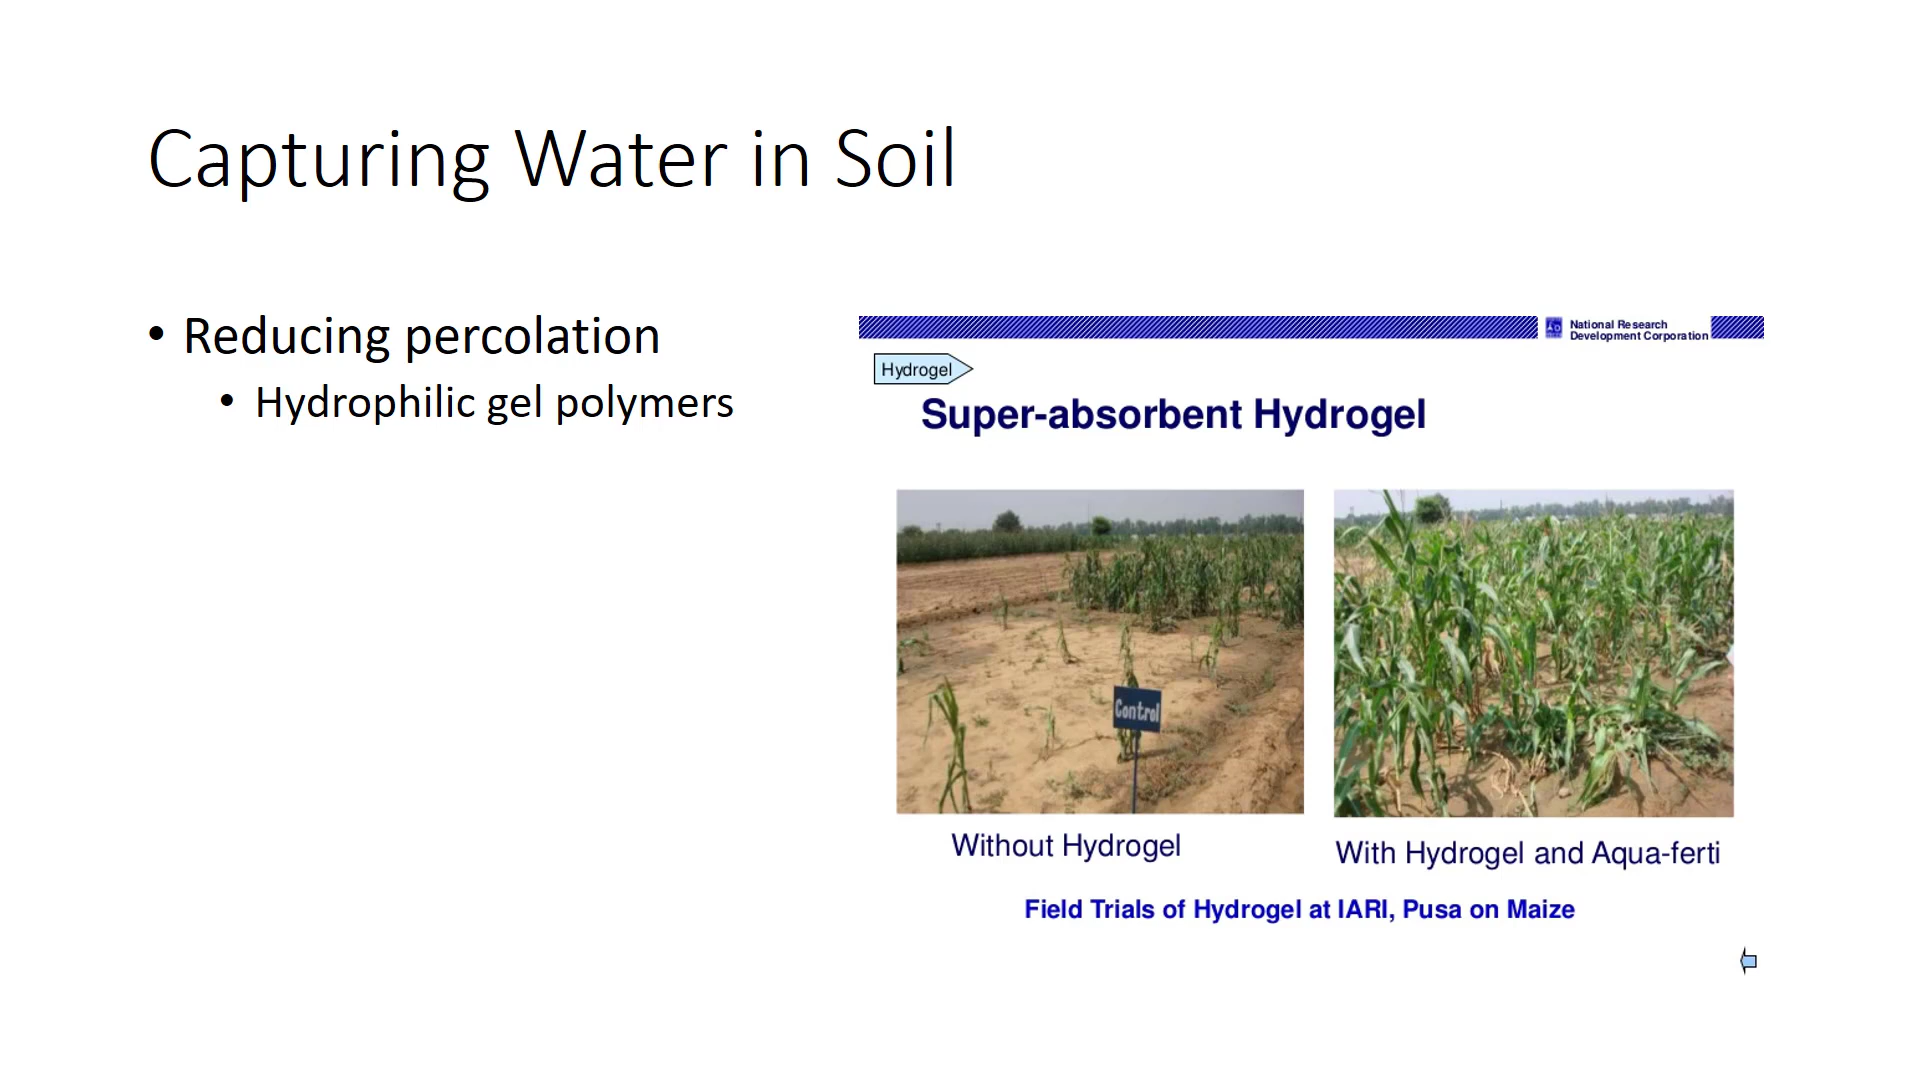 Capturing Water in Soil
• Reducing percolation
• Hydrophilic gel polymers
National Research
Development Corporation
Hydrogel
Super-absorbent Hydrogel
Control
Without Hydrogel
With Hydrogel and Aqua-ferti
Field Trials of Hydrogel at IARI, Pusa on Maize